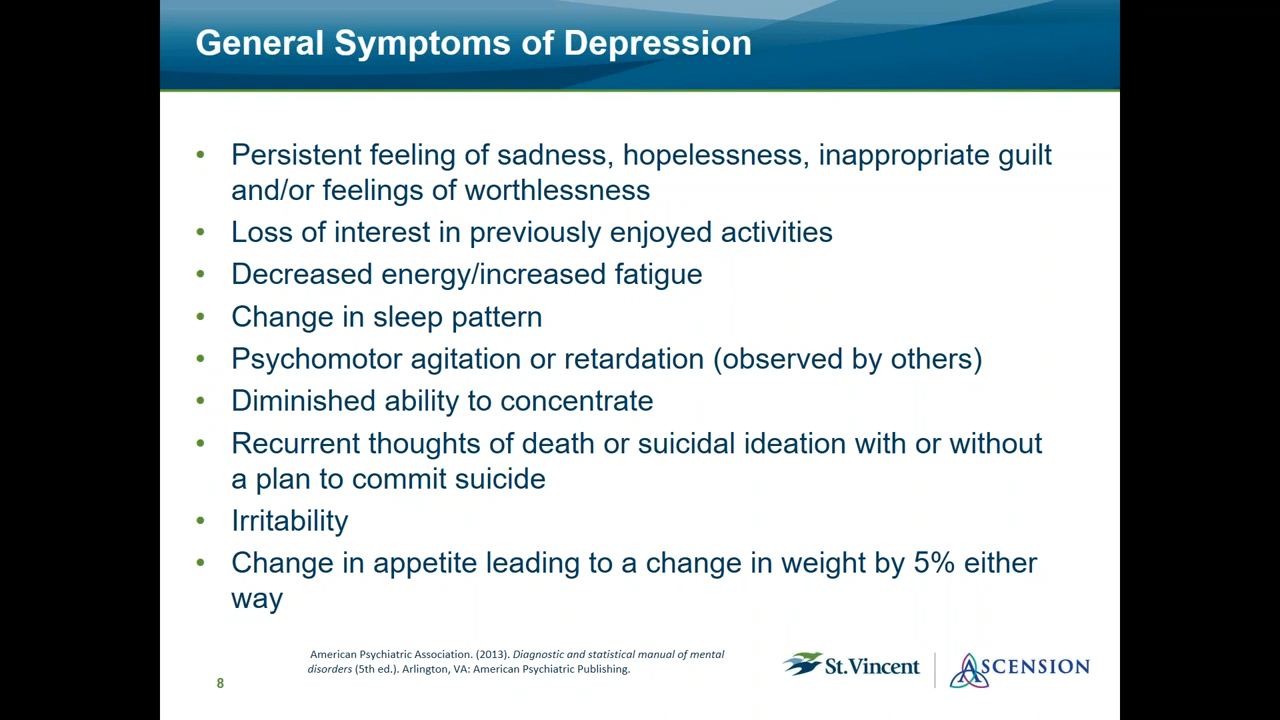 General Symptoms of Depression
• Persistent feeling of sadness, hopelessness, inappropriate guilt
and/or feelings of worthlessness
• Loss of interest in previously enjoyed activities
• Decreased energy/increased fatigue
• Change in sleep pattern
• Psychomotor agitation or retardation (observed by others)
• Diminished ability to concentrate
• Recurrent thoughts of death or suicidal ideation with or without
a plan to commit suicide
• Irritability
• Change in appetite leading to a change in weight by 5% either
way
American Psychiatric Association. (2013). Diagnostic and statistical manual of mental
disorders (5th ed.). Arlington, VA: American Psychiatric Publishing.
8
St.Vincent
ASCENSION